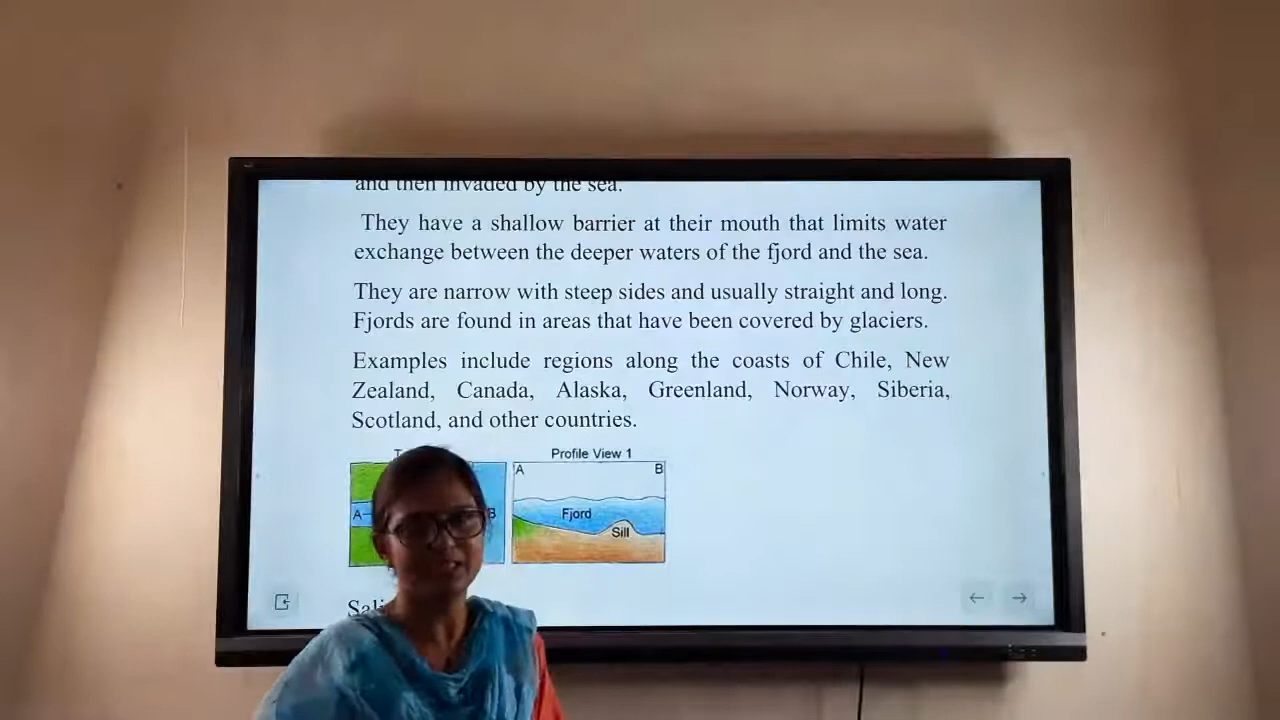 and then invaded by the sea.
They have a shallow barrier at their mouth that limits water
exchange between the deeper waters of the fjord and the sea.
They are narrow with steep sides and usually straight and long.
Fjords are found in areas that have been covered by glaciers.
Examples include regions along the coasts of Chile, New
Zealand, Canada, Alaska, Greenland, Norway, Siberia,
Scotland, and other countries.
Profile View 1
A B
A B
Fjord
Sill